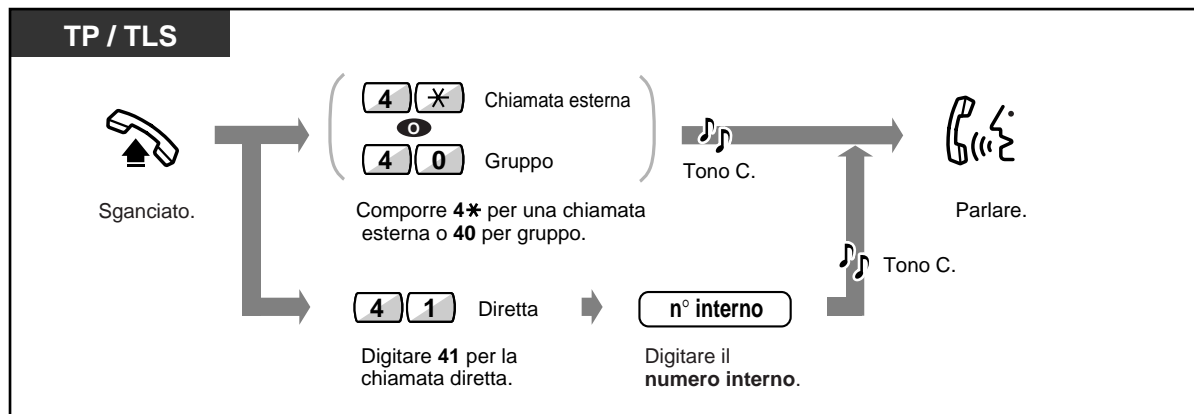 TP / TLS
4 * Chiamata esterna
O
4 0 Gruppo
Tono C.
Sganciato.
Comporre 4* per una chiamata
esterna o 40 per gruppo.
Parlare.
Tono C.
4 1 Diretta
n° interno
Digitare 41 per la
chiamata diretta.
Digitare il
numero interno.